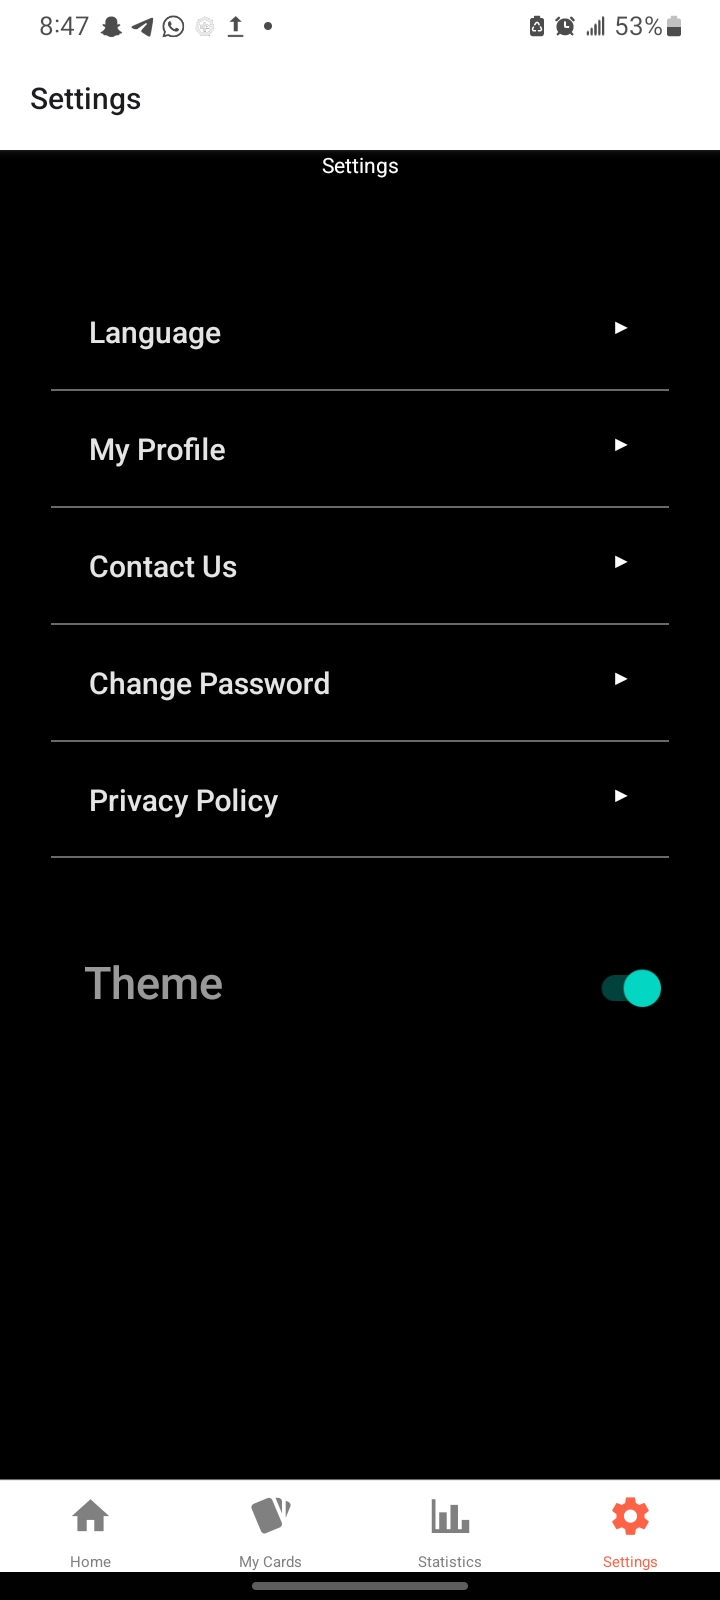 8:47
53%
Settings
Settings
Language
My Profile
Contact Us
Change Password
Privacy Policy
Theme
Home
My Cards
Statistics
Settings